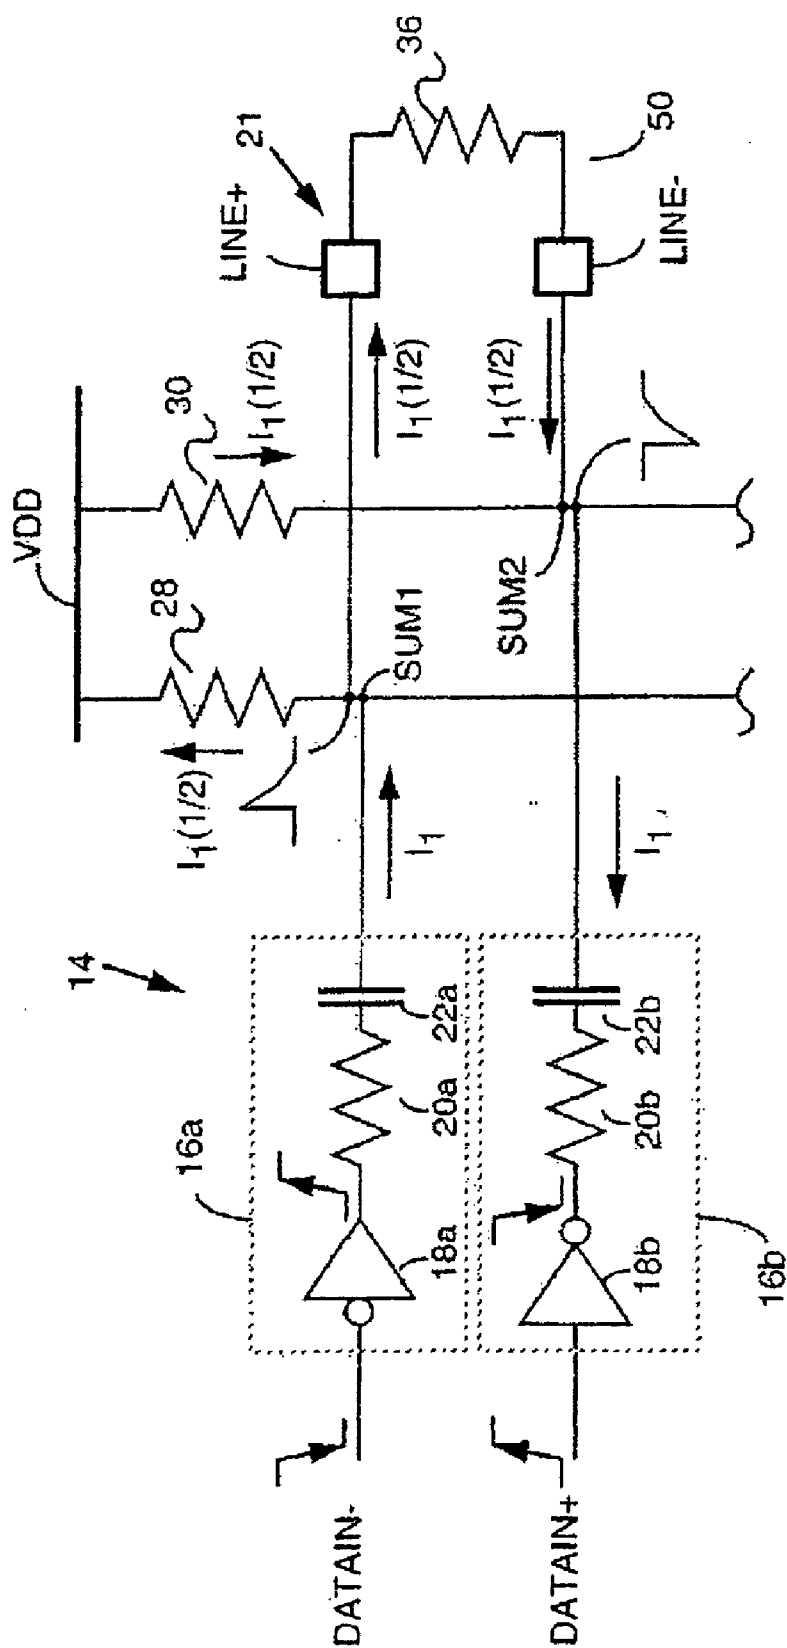 VDD
28
30
I1(1/2)
I1(1/2)
14
16a
SUM1
I1
I1(1/2)
LINE+
21
36
DATAIN-
18a
20a
22a
SUM2
I1(1/2)
LINE-
50
DATAIN+
18b
20b
22b
I1
16b